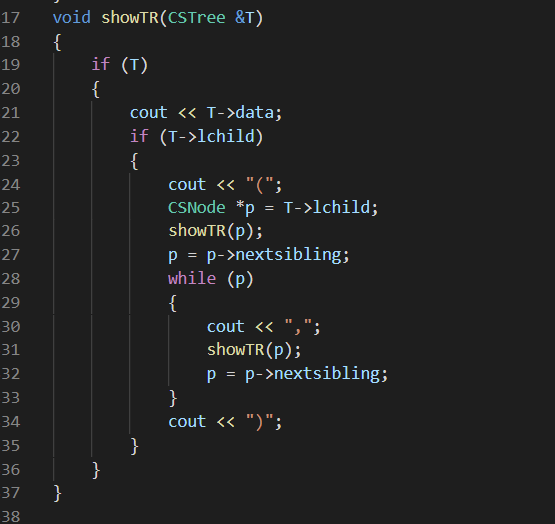 17 void showTR(CSTree &T)
18 {
19     if (T)
20     {
21         cout << T->data;
22         if (T->lchild)
23         {
24             cout << "(";
25             CSNode *p = T->lchild;
26             showTR(p);
27             p = p->nextsibling;
28             while (p)
29             {
30                 cout << ",";
31                 showTR(p);
32                 p = p->nextsibling;
33             }
34             cout << ")";
35         }
36     }
37 }
38